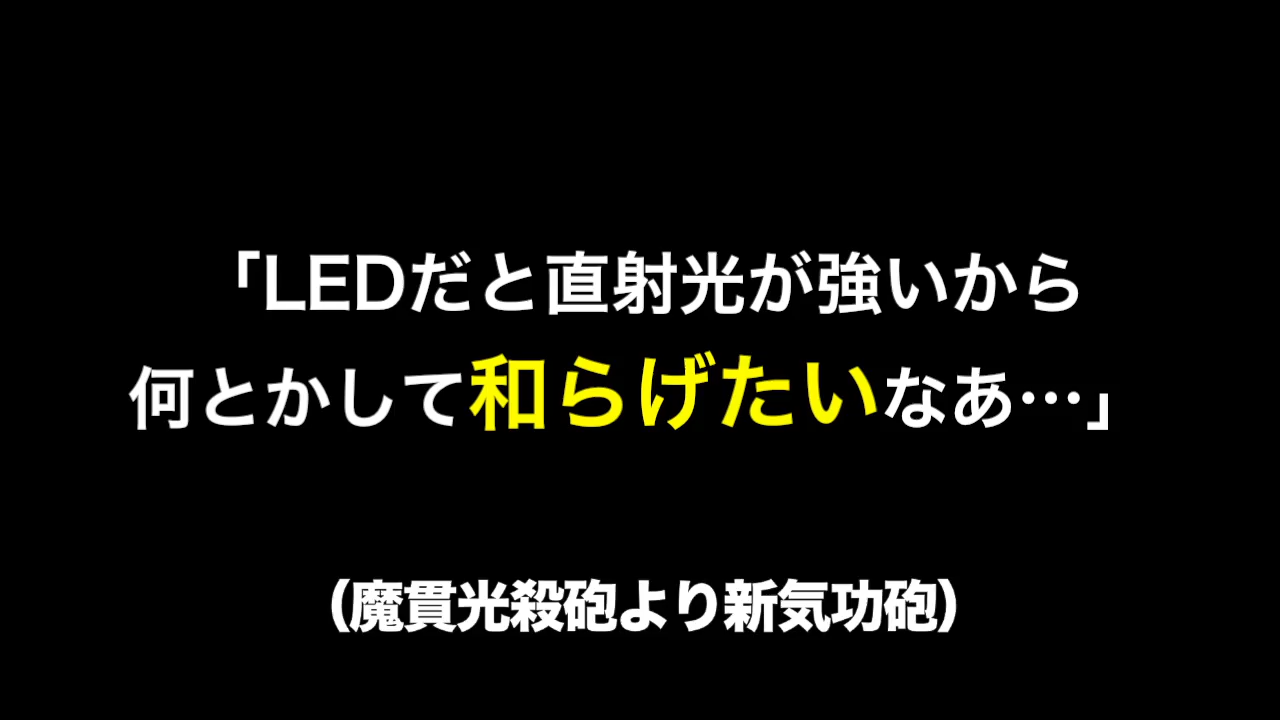 「LEDだと直射光が強いから
何とかして和らげたいなあ…」
（魔貫光殺砲より新気功砲）